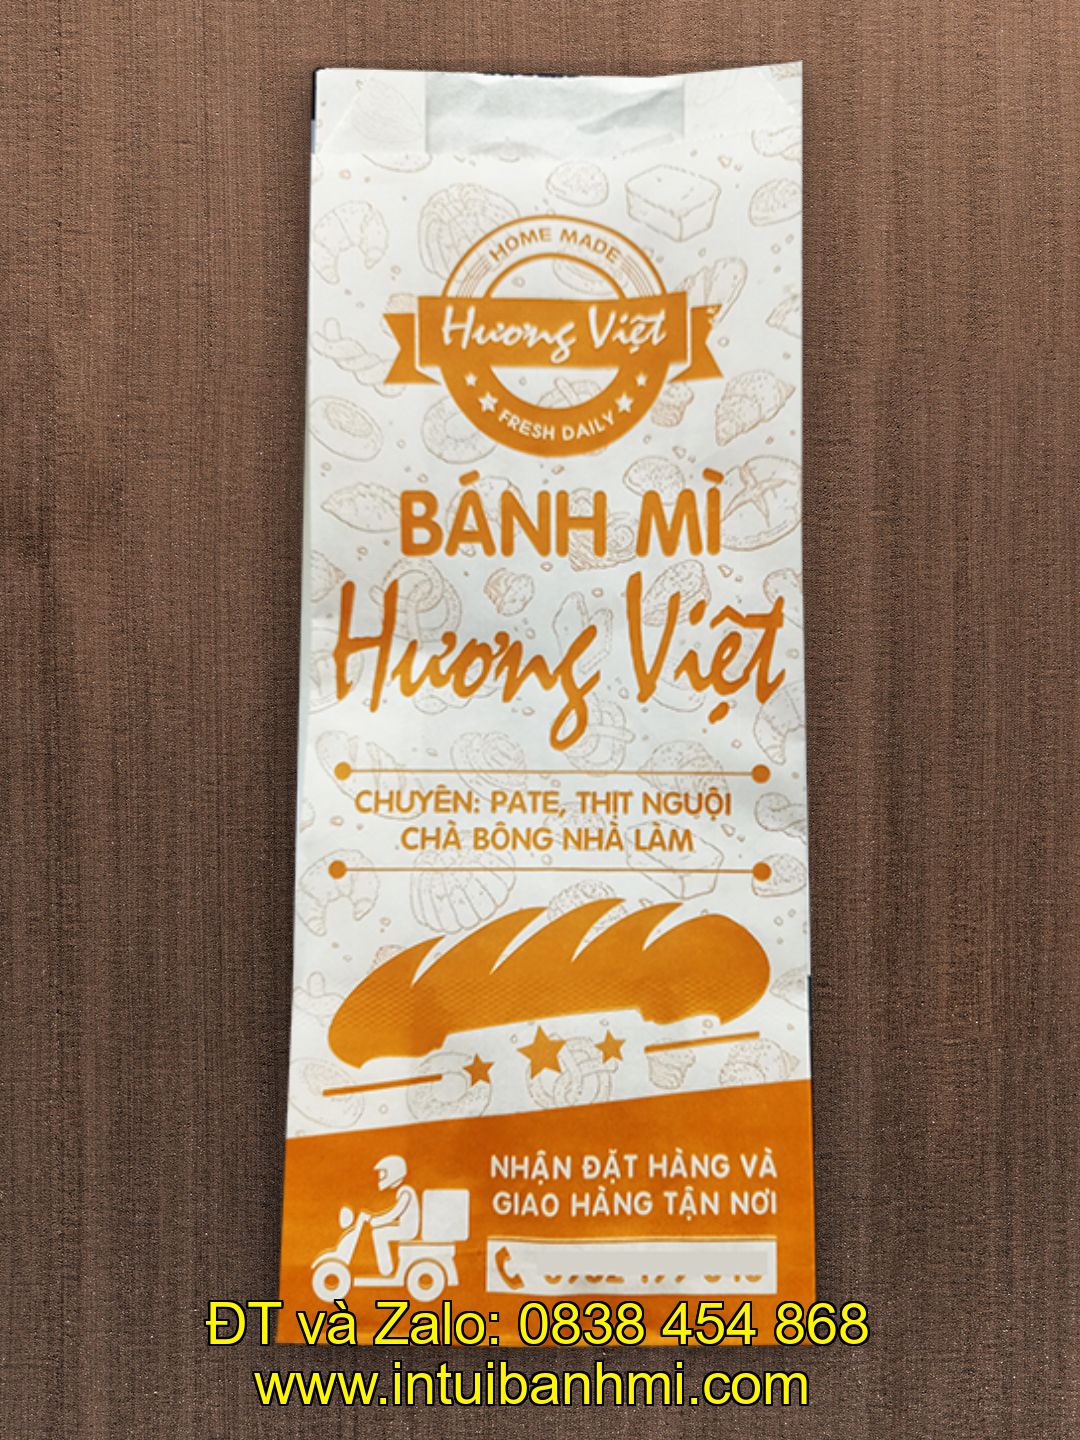 HOME MADE
Hương Việt
FRESH DAILY
BÁNH MÌ
Hương Việt
CHUYÊN: PATE, THỊT NGUỘI
CHÀ BÔNG NHÀ LÀM
NHẬN ĐẶT HÀNG VÀ
GIAO HÀNG TẬN NƠI
ĐT và Zalo: 0838 454 868
www.intuibanhmi.com